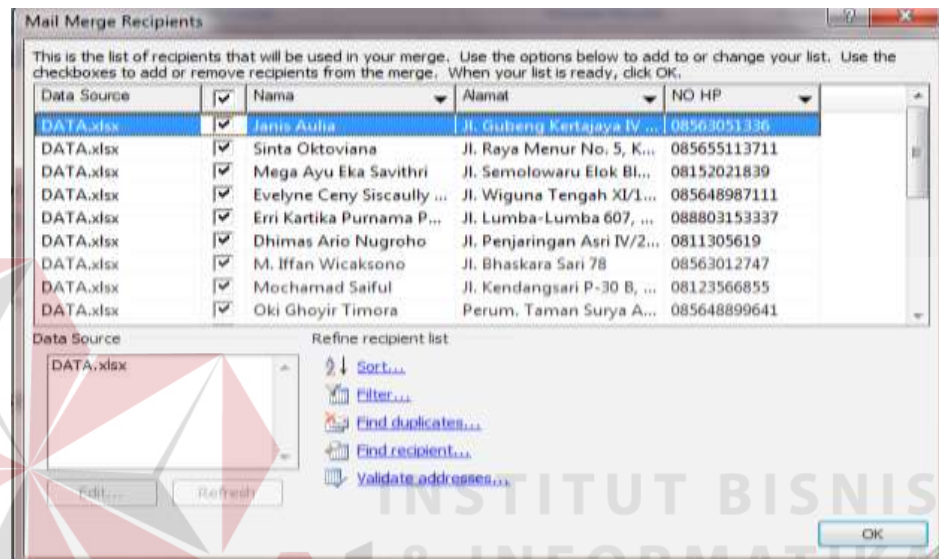 Mail Merge Recipients
This is the list of recipients that will be used in your merge. Use the options below to add to or change your list. Use the
checkboxes to add or remove recipients from the merge. When your list is ready, click OK.
Data Source Nama Alamat NO HP
DATA.xlsx Janis Aulia Jl. Gubeng Kertajaya IV ... 08563051336
DATA.xlsx Sinta Oktoviana Jl. Raya Menur No. 5, K... 085655113711
DATA.xlsx Mega Ayu Eka Savithri Jl. Semolowaru Elok Bl... 08152021839
DATA.xlsx Evelyne Ceny Siscaully ... Jl. Wiguna Tengah XI/1... 085648987111
DATA.xlsx Erri Kartika Purnama P... Jl. Lumba-Lumba 607, ... 088803153337
DATA.xlsx Dhimas Ario Nugroho Jl. Penjaringan Asri IV/2... 0811305619
DATA.xlsx M. Iffan Wicaksono Jl. Bhaskara Sari 78 08563012747
DATA.xlsx Mochamad Saiful Jl. Kendangsari P-30 B, ... 08123566855
DATA.xlsx Oki Ghoyir Timora Perum. Taman Surya A... 085648899641
Data Source Refine recipient list
DATA.xlsx
Sort...
Filter...
Find duplicates...
Find recipient...
Validate addresses...
Edit... Refresh
INSTITUT BISNIS
OK
& INFORMATIKA